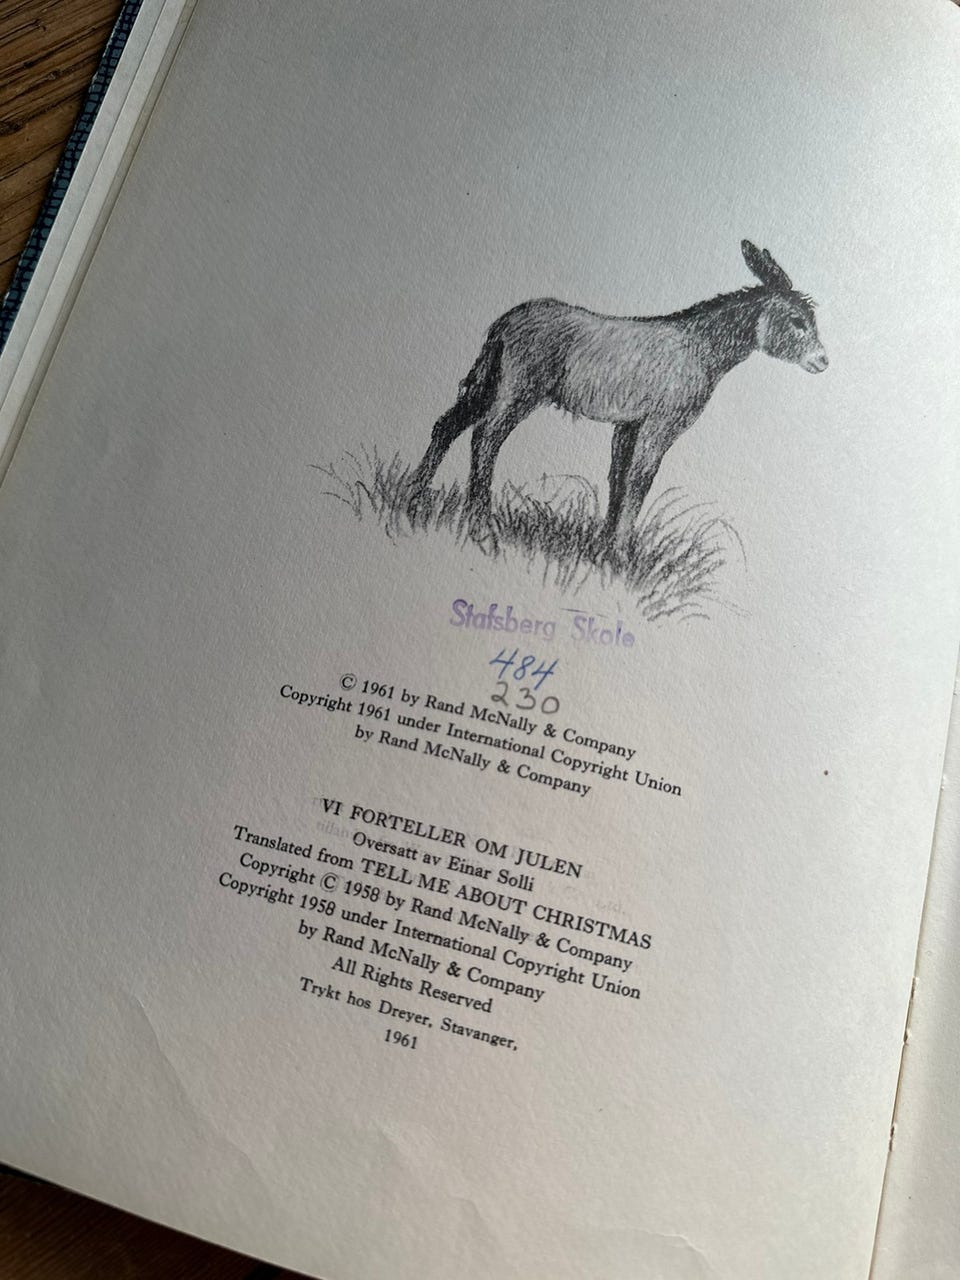 Stafsberg Skole
484
230
© 1961 by Rand McNally & Company
Copyright 1961 under International Copyright Union
by Rand McNally & Company
VI FORTELLER OM JULEN
Oversatt av Einar Solli
Translated from TELL ME ABOUT CHRISTMAS
Copyright © 1958 by Rand McNally & Company
Copyright 1958 under International Copyright Union
by Rand McNally & Company
All Rights Reserved
Trykt hos Dreyer, Stavanger,
1961